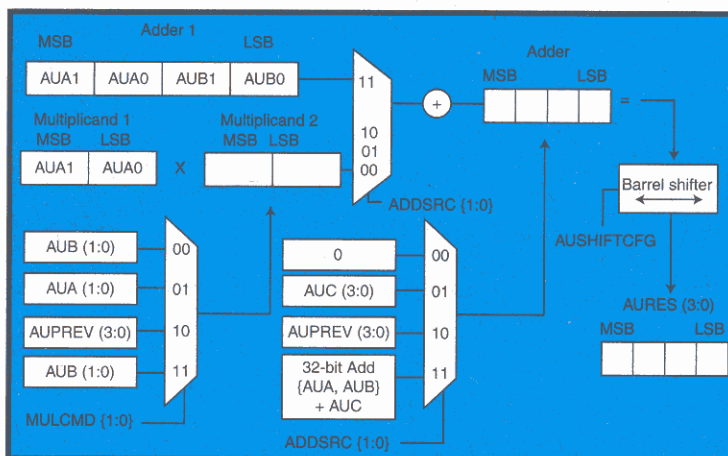 Adder 1
MSB LSB
AUA1 AUA0 AUB1 AUB0
11
10
01
00
ADDSRC {1:0}
+
Adder
MSB LSB
=
Multiplicand 1
MSB LSB
AUA1 AUA0
X
Multiplicand 2
MSB LSB
Barrel shifter
AUSHIFTCFG
AURES (3:0)
MSB LSB
AUB (1:0) 00
AUA (1:0) 01
AUPREV (3:0) 10
AUB (1:0) 11
MULCMD {1:0}
0 00
AUC (3:0) 01
AUPREV (3:0) 10
32-bit Add
{AUA, AUB}
+ AUC
11
ADDSRC {1:0}